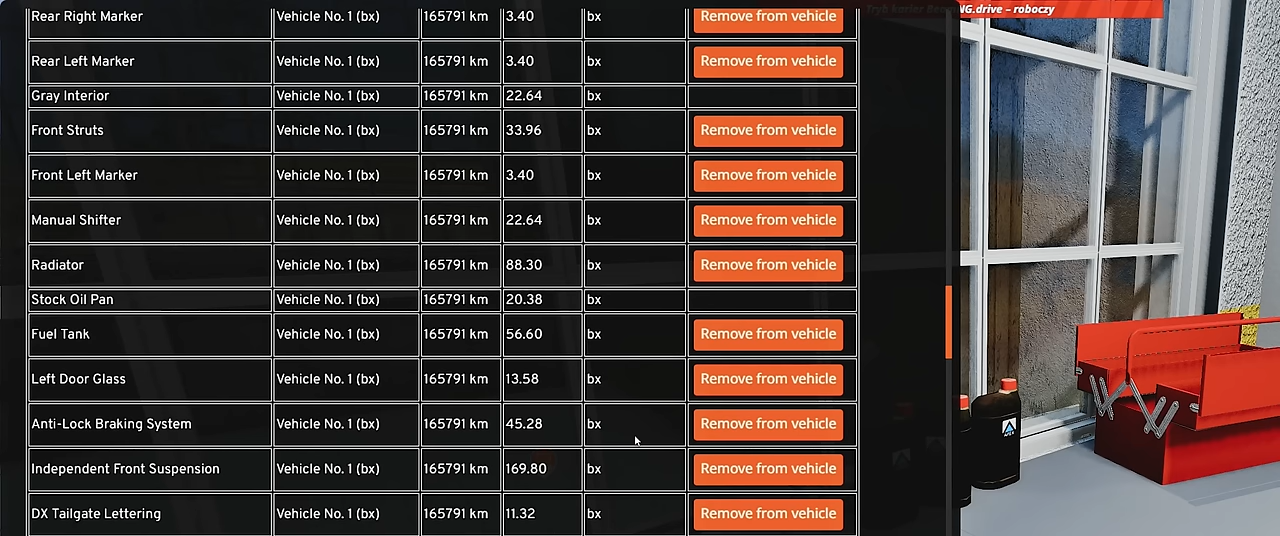 Tryb karier BeamNG.drive – roboczy
Rear Right Marker Vehicle No. 1 (bx) 165791 km 3.40 bx Remove from vehicle
Rear Left Marker Vehicle No. 1 (bx) 165791 km 3.40 bx Remove from vehicle
Gray Interior Vehicle No. 1 (bx) 165791 km 22.64 bx
Front Struts Vehicle No. 1 (bx) 165791 km 33.96 bx Remove from vehicle
Front Left Marker Vehicle No. 1 (bx) 165791 km 3.40 bx Remove from vehicle
Manual Shifter Vehicle No. 1 (bx) 165791 km 22.64 bx Remove from vehicle
Radiator Vehicle No. 1 (bx) 165791 km 88.30 bx Remove from vehicle
Stock Oil Pan Vehicle No. 1 (bx) 165791 km 20.38 bx
Fuel Tank Vehicle No. 1 (bx) 165791 km 56.60 bx Remove from vehicle
Left Door Glass Vehicle No. 1 (bx) 165791 km 13.58 bx Remove from vehicle
Anti-Lock Braking System Vehicle No. 1 (bx) 165791 km 45.28 bx Remove from vehicle
Independent Front Suspension Vehicle No. 1 (bx) 165791 km 169.80 bx Remove from vehicle
DX Tailgate Lettering Vehicle No. 1 (bx) 165791 km 11.32 bx Remove from vehicle